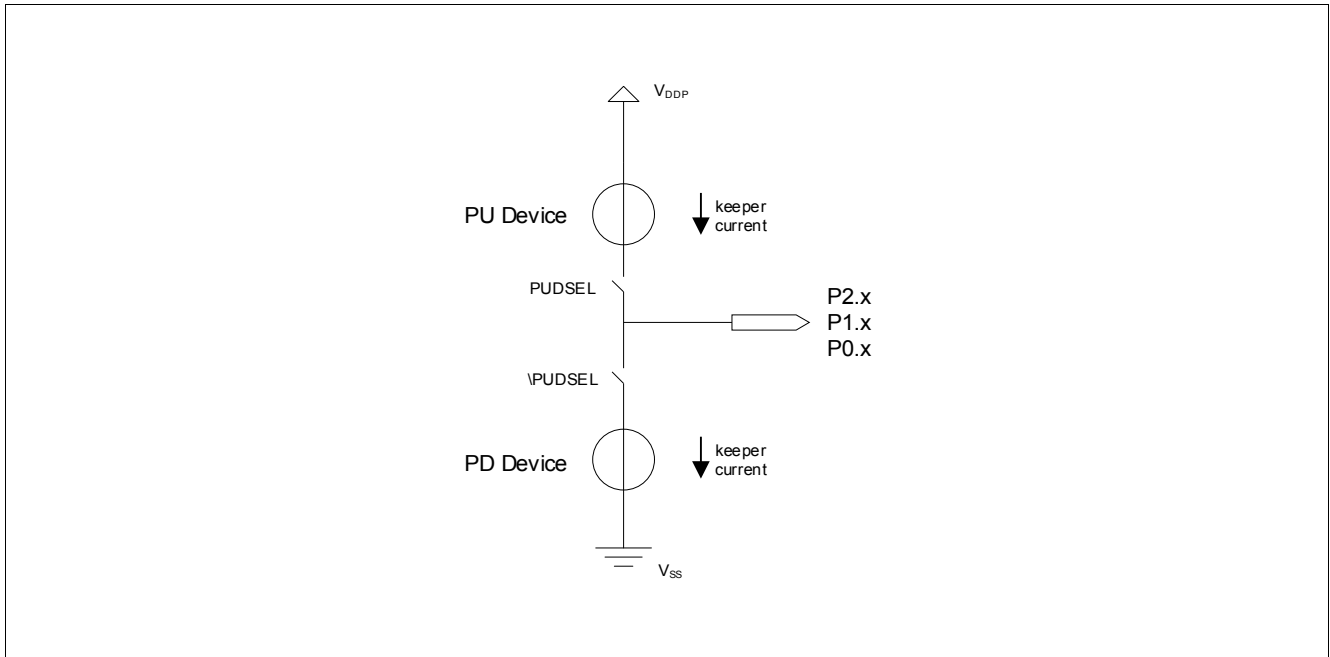 VDDP
PU Device
keeper
current
PUDSEL
P2.x
P1.x
P0.x
\PUDSEL
PD Device
keeper
current
VSS